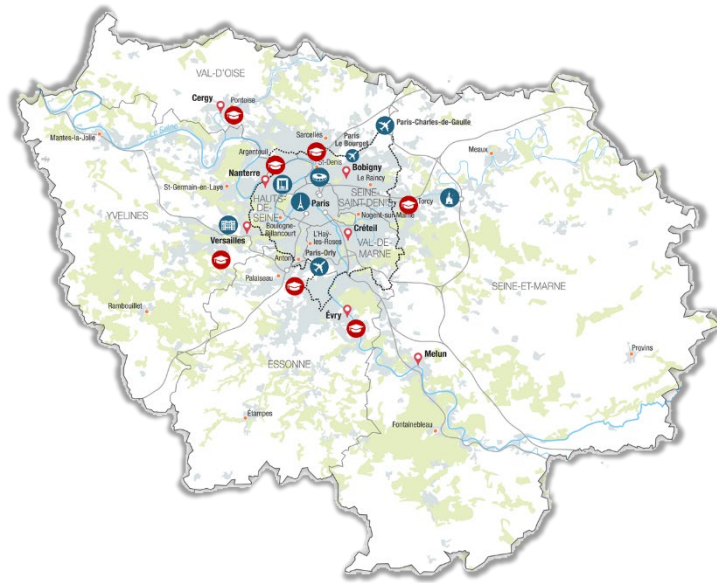 VAL-D'OISE
Cergy
Pontoise
Paris-Charles-de-Gaulle
Mantes-la-Jolie
Sarcelles
Paris
Le Bourget
Argenteuil
St-Denis
Meaux
Nanterre
Bobigny
Le Raincy
St-Germain-en-Laye
HAUTS-
DE-
SEINE
Paris
SEINE-
SAINT-DENIS
Torcy
YVELINES
Boulogne-
Billancourt
Nogent-sur-Marne
Versailles
L'Haÿ-
les-Roses
Créteil
VAL-DE-
MARNE
Antony
Paris-Orly
Palaiseau
SEINE-ET-MARNE
Rambouillet
Évry
Melun
Provins
ESSONNE
Étampes
Fontainebleau